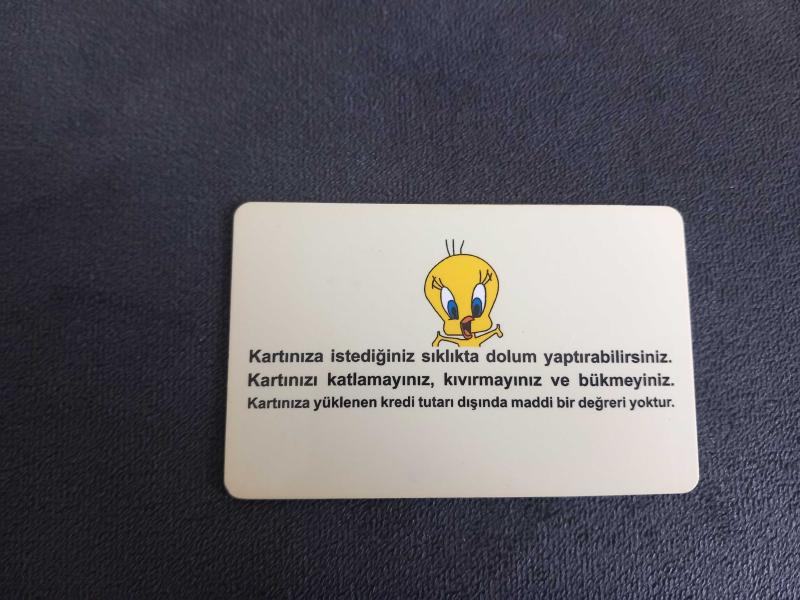 Kartınıza istediğiniz sıklıkta dolum yaptırabilirsiniz.
Kartınızı katlamayınız, kıvırmayınız ve bükmeyiniz.
Kartınıza yüklenen kredi tutarı dışında maddi bir değreri yoktur.